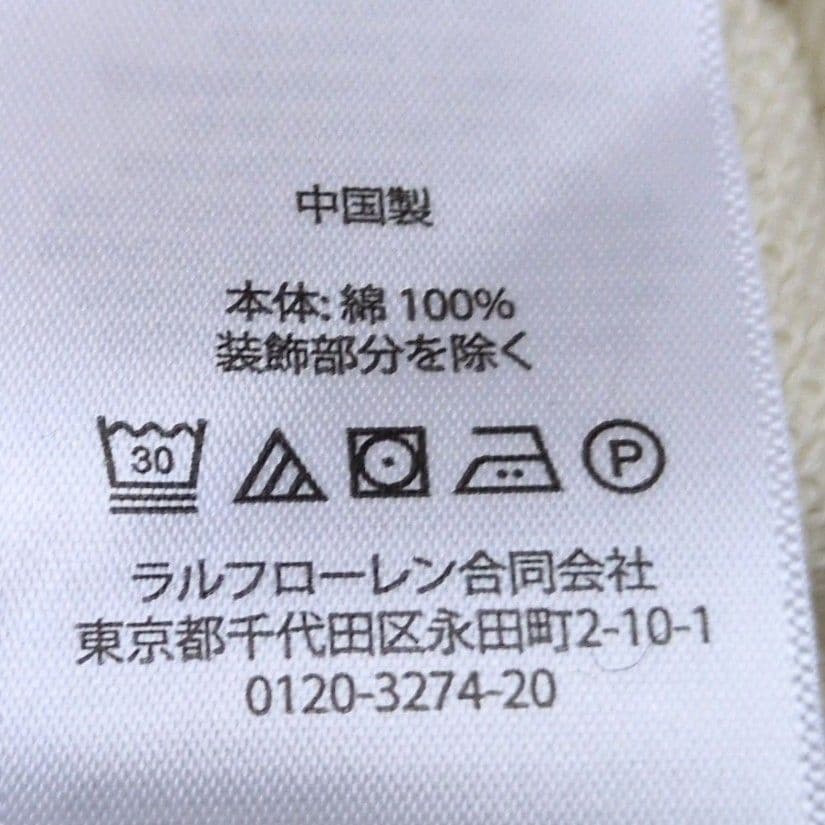 中国製
本体: 綿 100%
装飾部分を除く
30
P
ラルフローレン合同会社
東京都千代田区永田町2-10-1
0120-3274-20